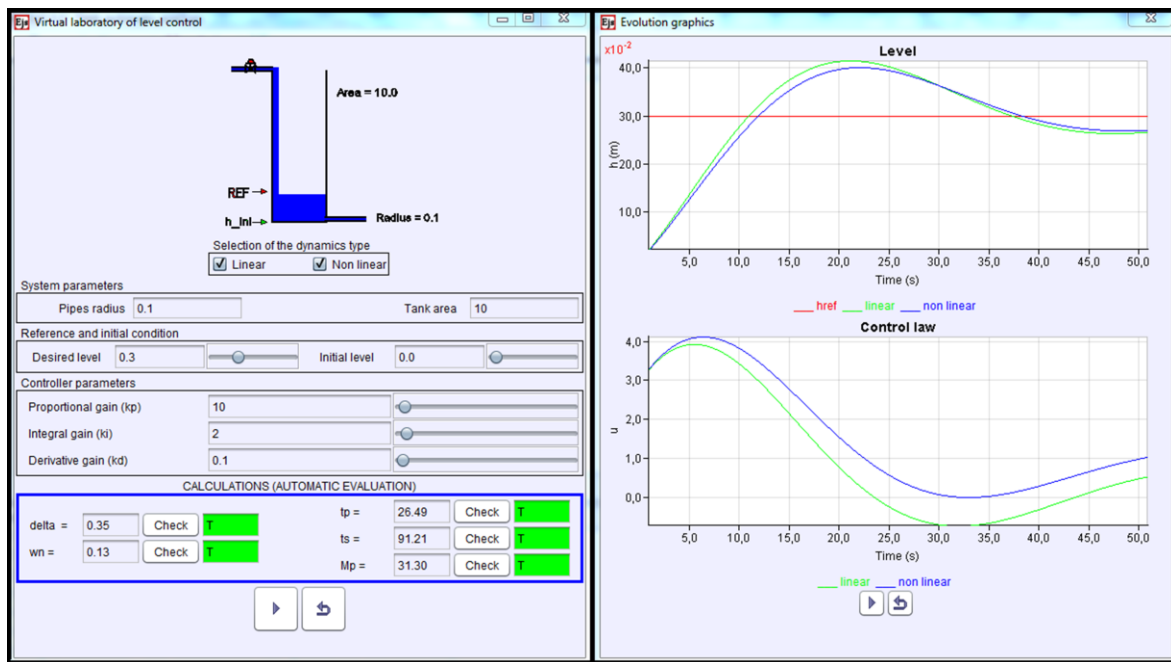 Virtual laboratory of level control
Area = 10.0
REF
h_ini
Radius = 0.1
Selection of the dynamics type
Linear Non linear
System parameters
Pipes radius 0.1 Tank area 10
Reference and initial condition
Desired level 0.3 Initial level 0.0
Controller parameters
Proportional gain (kp) 10
Integral gain (ki) 2
Derivative gain (kd) 0.1
CALCULATIONS (AUTOMATIC EVALUATION)
delta = 0.35 Check T
wn = 0.13 Check T
tp = 26.49 Check T
ts = 91.21 Check T
Mp = 31.30 Check T
Evolution graphics
x10-2
Level
40,0
30,0
20,0
10,0
h (m)
5,0 10,0 15,0 20,0 25,0 30,0 35,0 40,0 45,0 50,0
Time (s)
href linear non linear
Control law
4,0
3,0
2,0
1,0
0,0
u
5,0 10,0 15,0 20,0 25,0 30,0 35,0 40,0 45,0 50,0
Time (s)
linear non linear